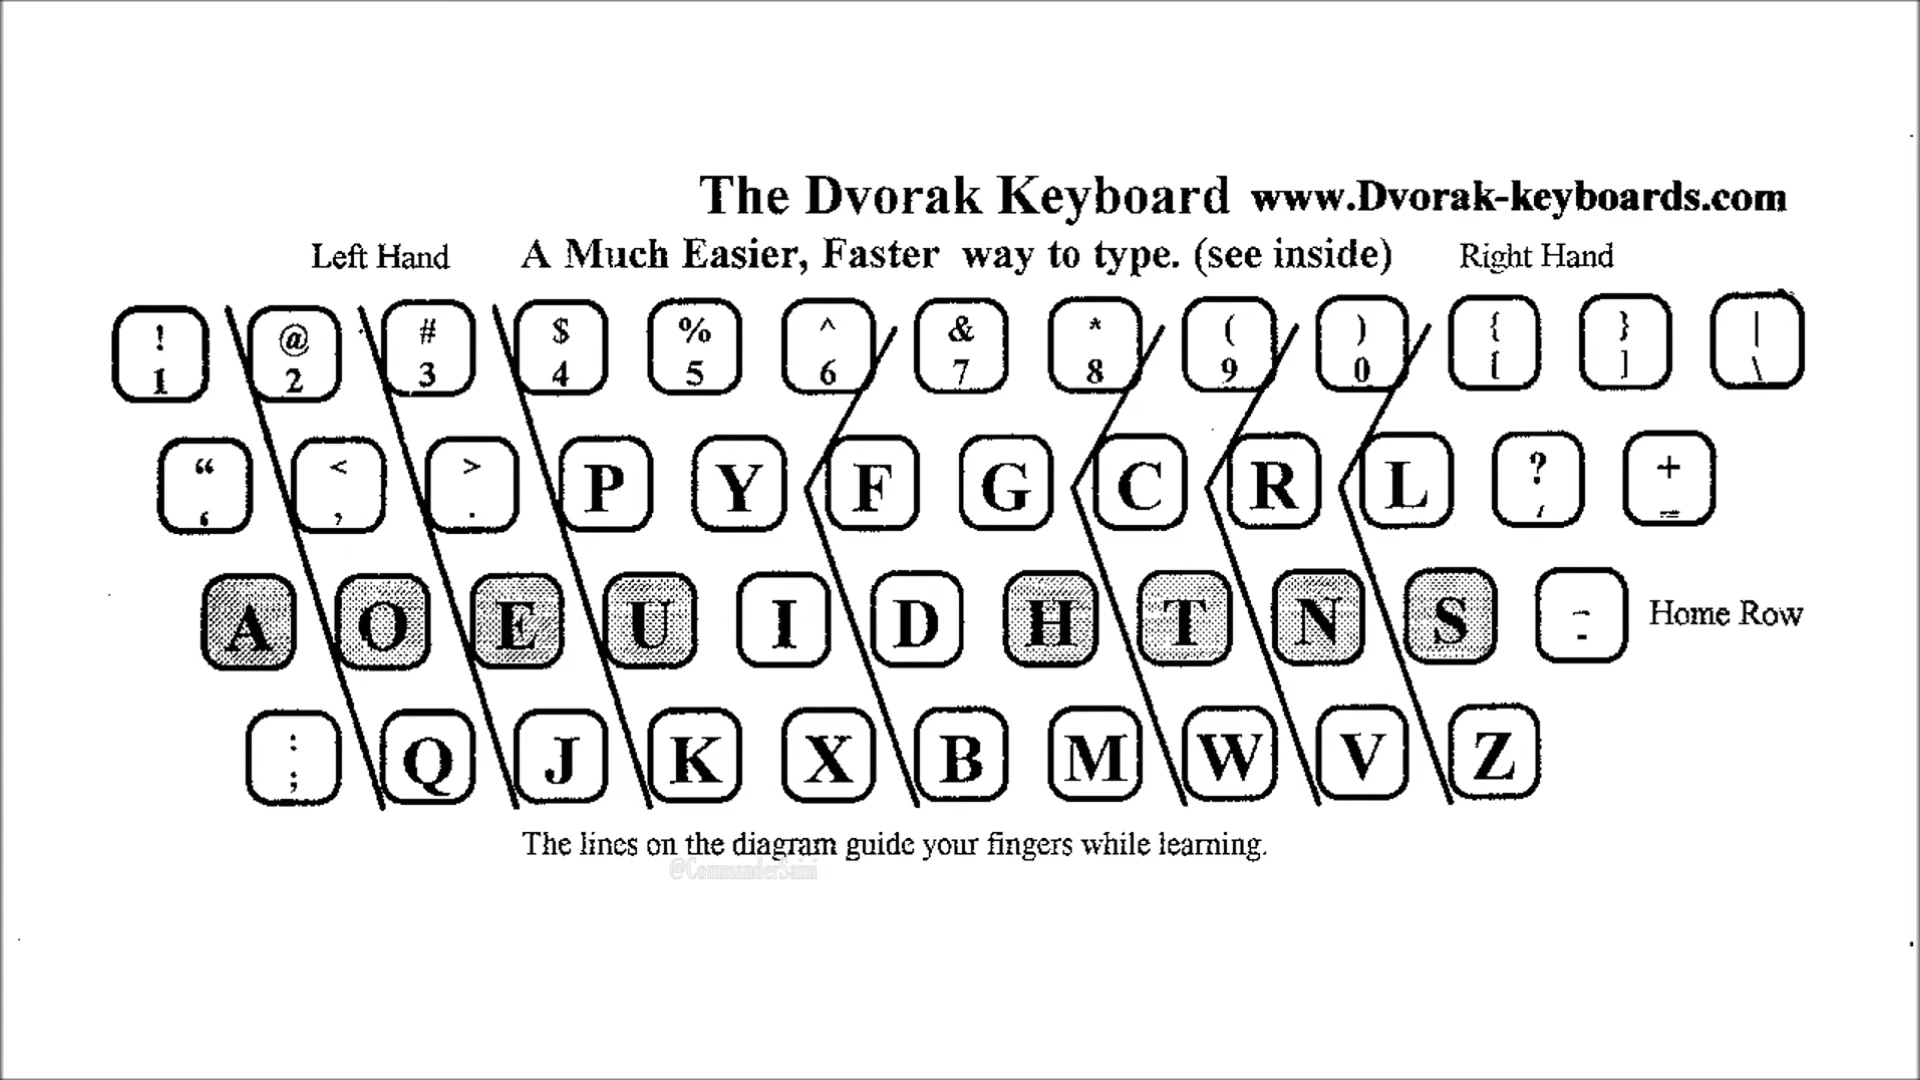 The Dvorak Keyboard www.Dvorak-keyboards.com
Left Hand A Much Easier, Faster way to type. (see inside) Right Hand
! @ # $ % ^ & * ( ) { } |
1 2 3 4 5 6 7 8 9 0 [ ] \
“ < > P Y F G C R L ? +
‘ , . / =
A O E U I D H T N S _ Home Row
-
: Q J K X B M W V Z
;
The lines on the diagram guide your fingers while learning.
@CommanderSaini